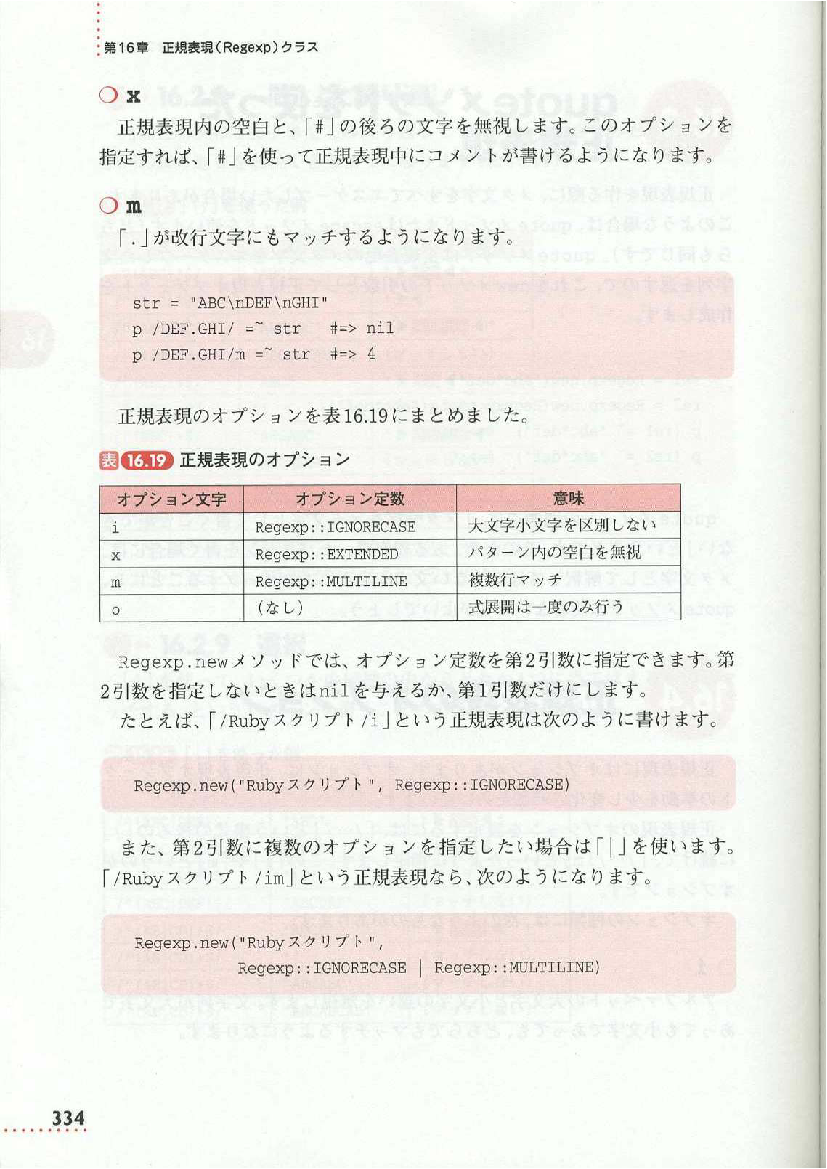 第16章 正規表現（Regexp）クラス
x
正規表現内の空白と、「#」の後ろの文字を無視します。このオプションを
指定すれば、「#」を使って正規表現中にコメントが書けるようになります。
m
「.」が改行文字にもマッチするようになります。
str = "ABC\nDEF\nGHI"
p /DEF.GHI/ =~ str #=> nil
p /DEF.GHI/m =~ str #=> 4
正規表現のオプションを表16.19にまとめました。
表 16.19 正規表現のオプション
オプション文字 オプション定数 意味
i Regexp::IGNORECASE 大文字小文字を区別しない
x Regexp::EXTENDED パターン内の空白を無視
m Regexp::MULTILINE 複数行マッチ
o （なし） 式展開は一度のみ行う
Regexp.newメソッドでは、オプション定数を第2引数に指定できます。第
2引数を指定しないときはnilを与えるか、第1引数だけにします。
たとえば、「/Rubyスクリプト/i」という正規表現は次のように書けます。
Regexp.new("Rubyスクリプト", Regexp::IGNORECASE)
また、第2引数に複数のオプションを指定したい場合は「|」を使います。
「/Rubyスクリプト/im」という正規表現なら、次のようになります。
Regexp.new("Rubyスクリプト",
Regexp::IGNORECASE | Regexp::MULTILINE)
334